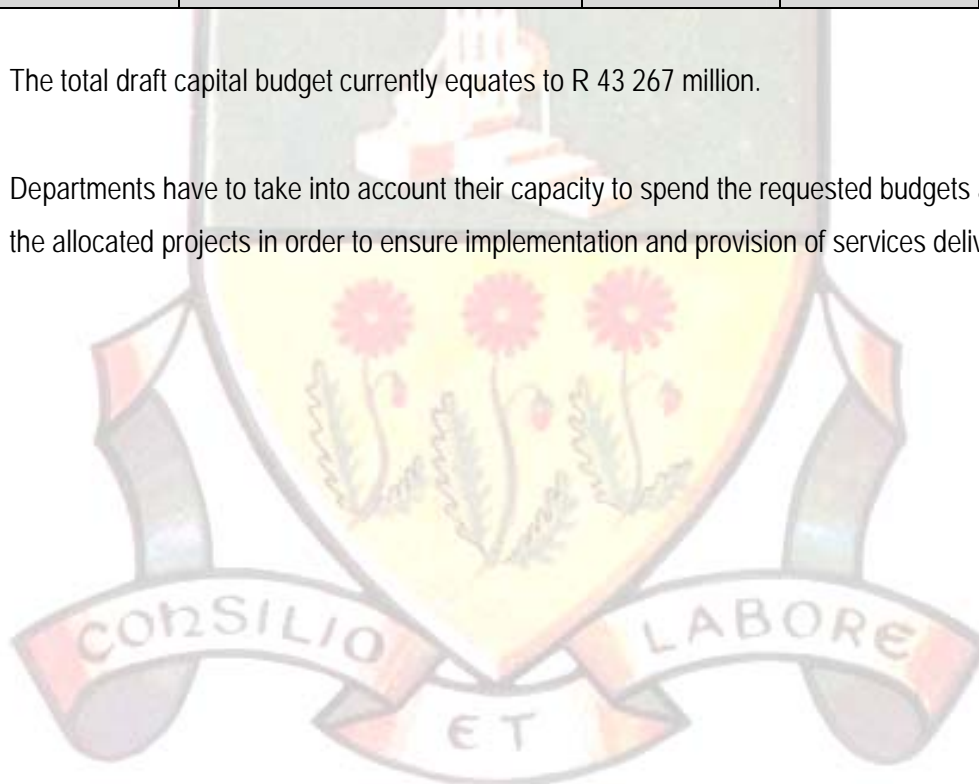 The total draft capital budget currently equates to R 43 267 million.
Departments have to take into account their capacity to spend the requested budgets
the allocated projects in order to ensure implementation and provision of services deliv
CONSILIO
LABORE
ET